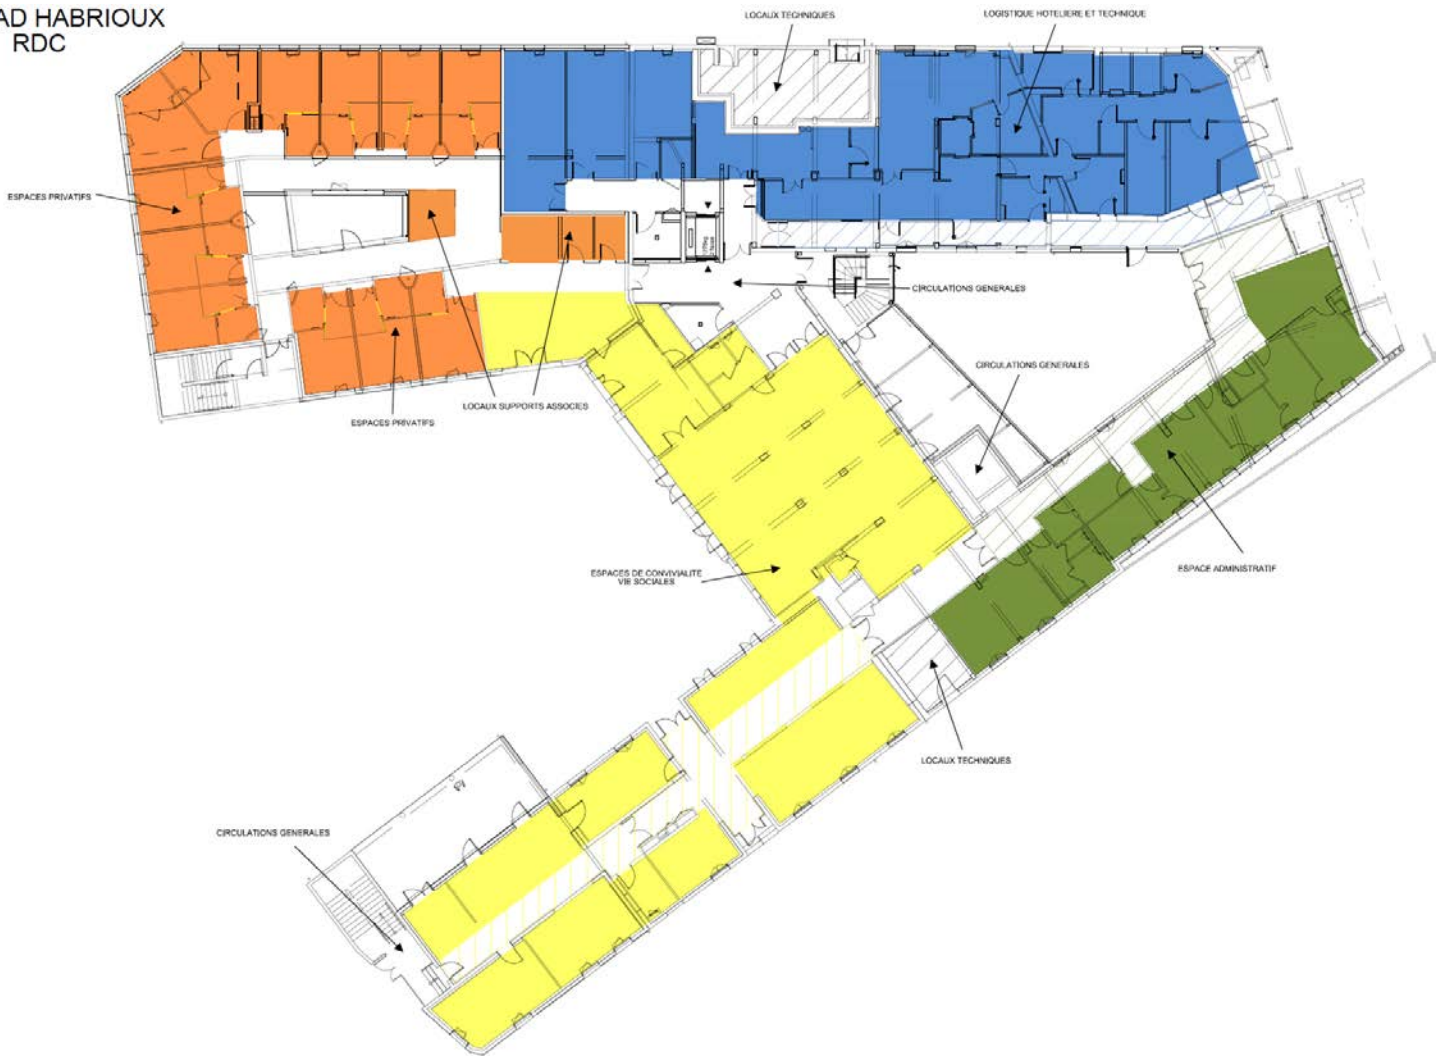 AD HABRIOUX
RDC
LOCAUX TECHNIQUES
LOGISTIQUE HOTELIERE ET TECHNIQUE
ESPACES PRIVATIFS
CIRCULATIONS GENERALES
CIRCULATIONS GENERALES
LOCAUX SUPPORTS ASSOCIES
ESPACES PRIVATIFS
ESPACES DE CONVIVIALITE
VIE SOCIALES
ESPACE ADMINISTRATIF
LOCAUX TECHNIQUES
CIRCULATIONS GENERALES